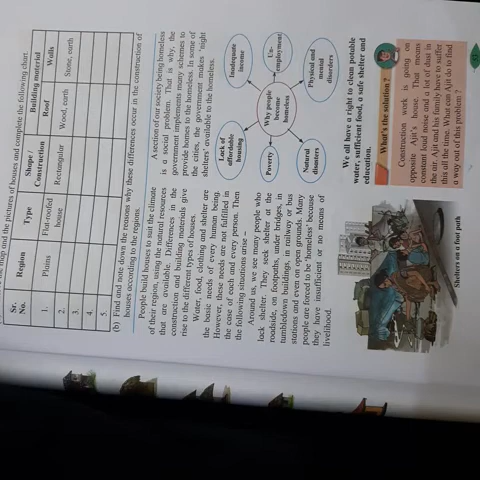 the map and the pictures of houses and complete the following chart.
Sr. No. Region Type Shape / Construction Building material
Roof Walls
1. Plains Flat-roofed house Rectangular Wood, earth Stone, earth
2.
3.
4.
5.
(b) Find and note down the reasons why these differences occur in the construction of
houses according to the regions.
People build houses to suit the climate
of their region, using the natural resources
that are available. Differences in the
construction and building materials give
rise to the different types of houses.
Water, food, clothing and shelter are
the basic needs of every human being.
However, these needs are not fulfilled in
the case of each and every person. Then
the following situations arise –
Around us, we see many people who
lack shelter. They seek shelter at the
roadside, on footpaths, under bridges, in
tumbledown buildings, in railway or bus
stations and even on open grounds. Many
people are forced to be 'homeless' because
they have insufficient or no means of
livelihood.
Shelters on a foot path
A section of our society being homeless
is a social problem. That is why, the
government implements many schemes to
provide homes to the homeless. In some of
the cities, the government makes 'night
shelters' available to the homeless.
Lack of affordable housing
Inadequate income
Poverty
Why people become homeless
Un-employment
Natural disasters
Physical and mental disorders
We all have a right to clean potable
water, sufficient food, a safe shelter and
education.
What's the solution ?
Construction work is going on
opposite Ajit's house. That means
constant loud noise and a lot of dust in
the air. Ajit and his family have to suffer
this all the time. What should Ajit do to find
a way out of this problem ?